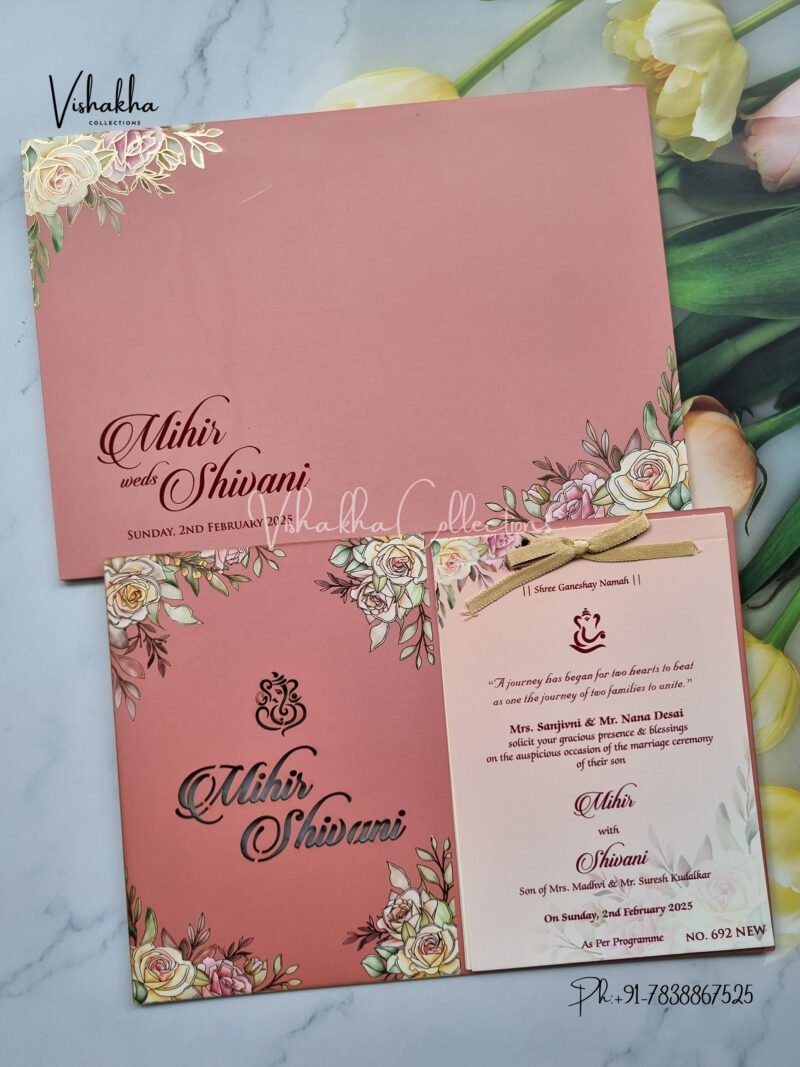 Vishakha
COLLECTIONS
Mihir
weds Shivani
SUNDAY, 2ND FEBRUARY 2025
Vishakha Collections
|| Shree Ganeshay Namah ||
"A journey has began for two hearts to beat
as one the journey of two families to unite."
Mrs. Sanjivni & Mr. Nana Desai
solicit your gracious presence & blessings
on the auspicious occasion of the marriage ceremony
of their son
Mihir
with
Shivani
Son of Mrs. Madhvi & Mr. Suresh Kudalkar
On Sunday, 2nd February 2025
As Per Programme
NO. 692 NEW
Mihir
Shivani
Ph:+91-7838867525